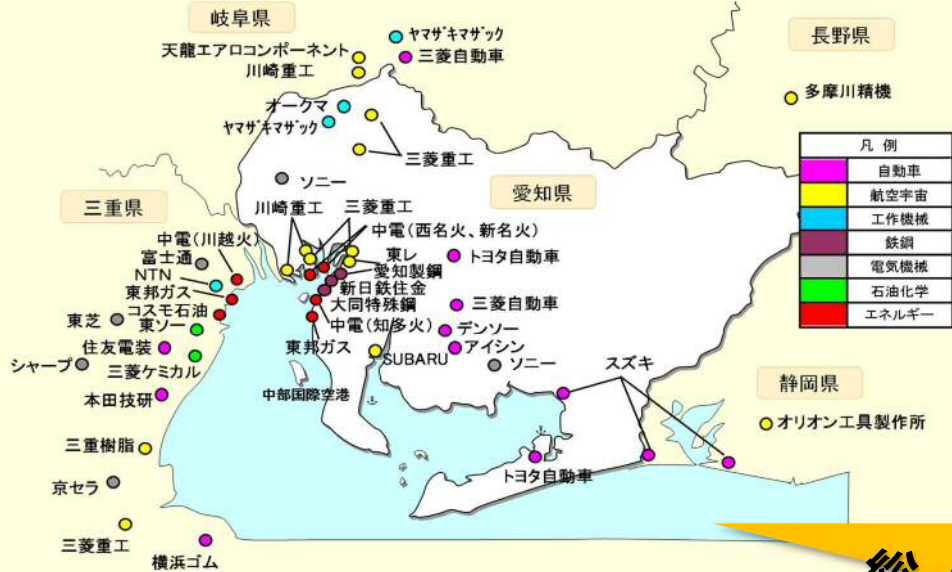 岐阜県
ヤマザキマザック
天龍エアロコンポーネント
三菱自動車
川崎重工
長野県
多摩川精機
オークマ
ヤマザキマザック
三菱重工
凡 例
自動車
航空宇宙
工作機械
鉄鋼
電気機械
石油化学
エネルギー
ソニー
愛知県
三重県
川崎重工
三菱重工
中電(西名火、新名火)
中電(川越火)
富士通
東レ
トヨタ自動車
NTN
愛知製鋼
新日鉄住金
東邦ガス
コスモ石油
大同特殊鋼
三菱自動車
東芝
東ソー
中電(知多火)
デンソー
住友電装
東邦ガス
SUBARU
アイシン
シャープ
三菱ケミカル
ソニー
スズキ
静岡県
本田技研
中部国際空港
オリオン工具製作所
三重樹脂
トヨタ自動車
京セラ
三菱重工
横浜ゴム